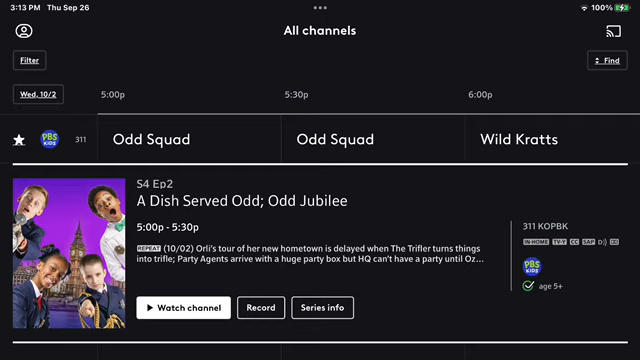 3:13 PM Thu Sep 26
100%
All channels
Filter
Find
Wed, 10/2
5:00p
5:30p
6:00p
PBS KIDS
311
Odd Squad
Odd Squad
Wild Kratts
S4 Ep2
A Dish Served Odd; Odd Jubilee
5:00p - 5:30p
REPEAT (10/02) Orli's tour of her new hometown is delayed when The Trifler turns things
into trifle; Party Agents arrive with a huge party box but HQ can't have a party until Oz...
311 KOPBK
IN-HOME TV-Y CC SAP D))
PBS KIDS
age 5+
Watch channel
Record
Series info